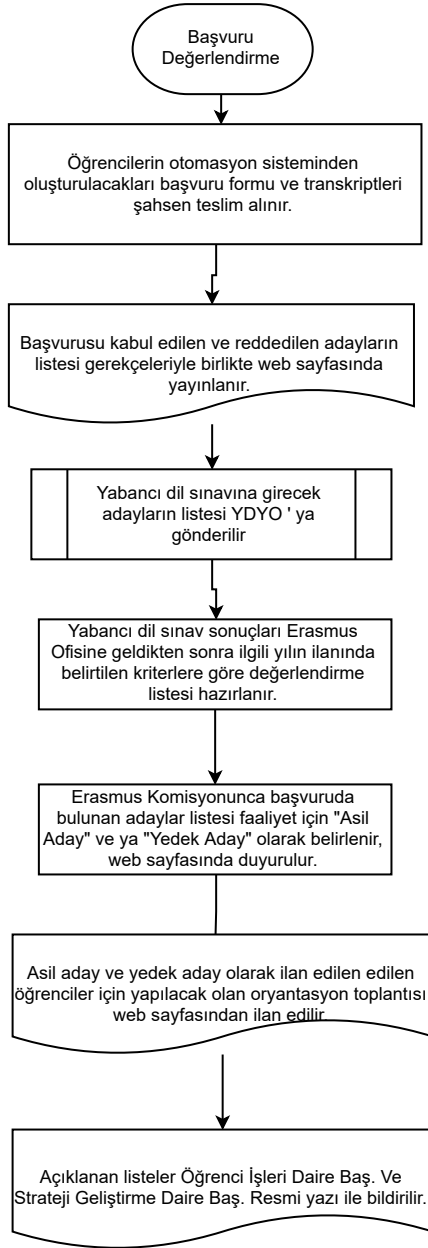 Başvuru
Değerlendirme
Öğrencilerin otomasyon sisteminden
oluşturulacakları başvuru formu ve transkriptleri
şahsen teslim alınır.
Başvurusu kabul edilen ve reddedilen adayların
listesi gerekçeleriyle birlikte web sayfasında
yayınlanır.
Yabancı dil sınavına girecek
adayların listesi YDYO ' ya
gönderilir
Yabancı dil sınav sonuçları Erasmus
Ofisine geldikten sonra ilgili yılın ilanında
belirtilen kriterlere göre değerlendirme
listesi hazırlanır.
Erasmus Komisyonunca başvuruda
bulunan adaylar listesi faaliyet için "Asil
Aday" ve ya "Yedek Aday" olarak belirlenir,
web sayfasında duyurulur.
Asil aday ve yedek aday olarak ilan edilen edilen
öğrenciler için yapılacak olan oryantasyon toplantısı
web sayfasından ilan edilir.
Açıklanan listeler Öğrenci İşleri Daire Baş. Ve
Strateji Geliştirme Daire Baş. Resmi yazı ile bildirilir.